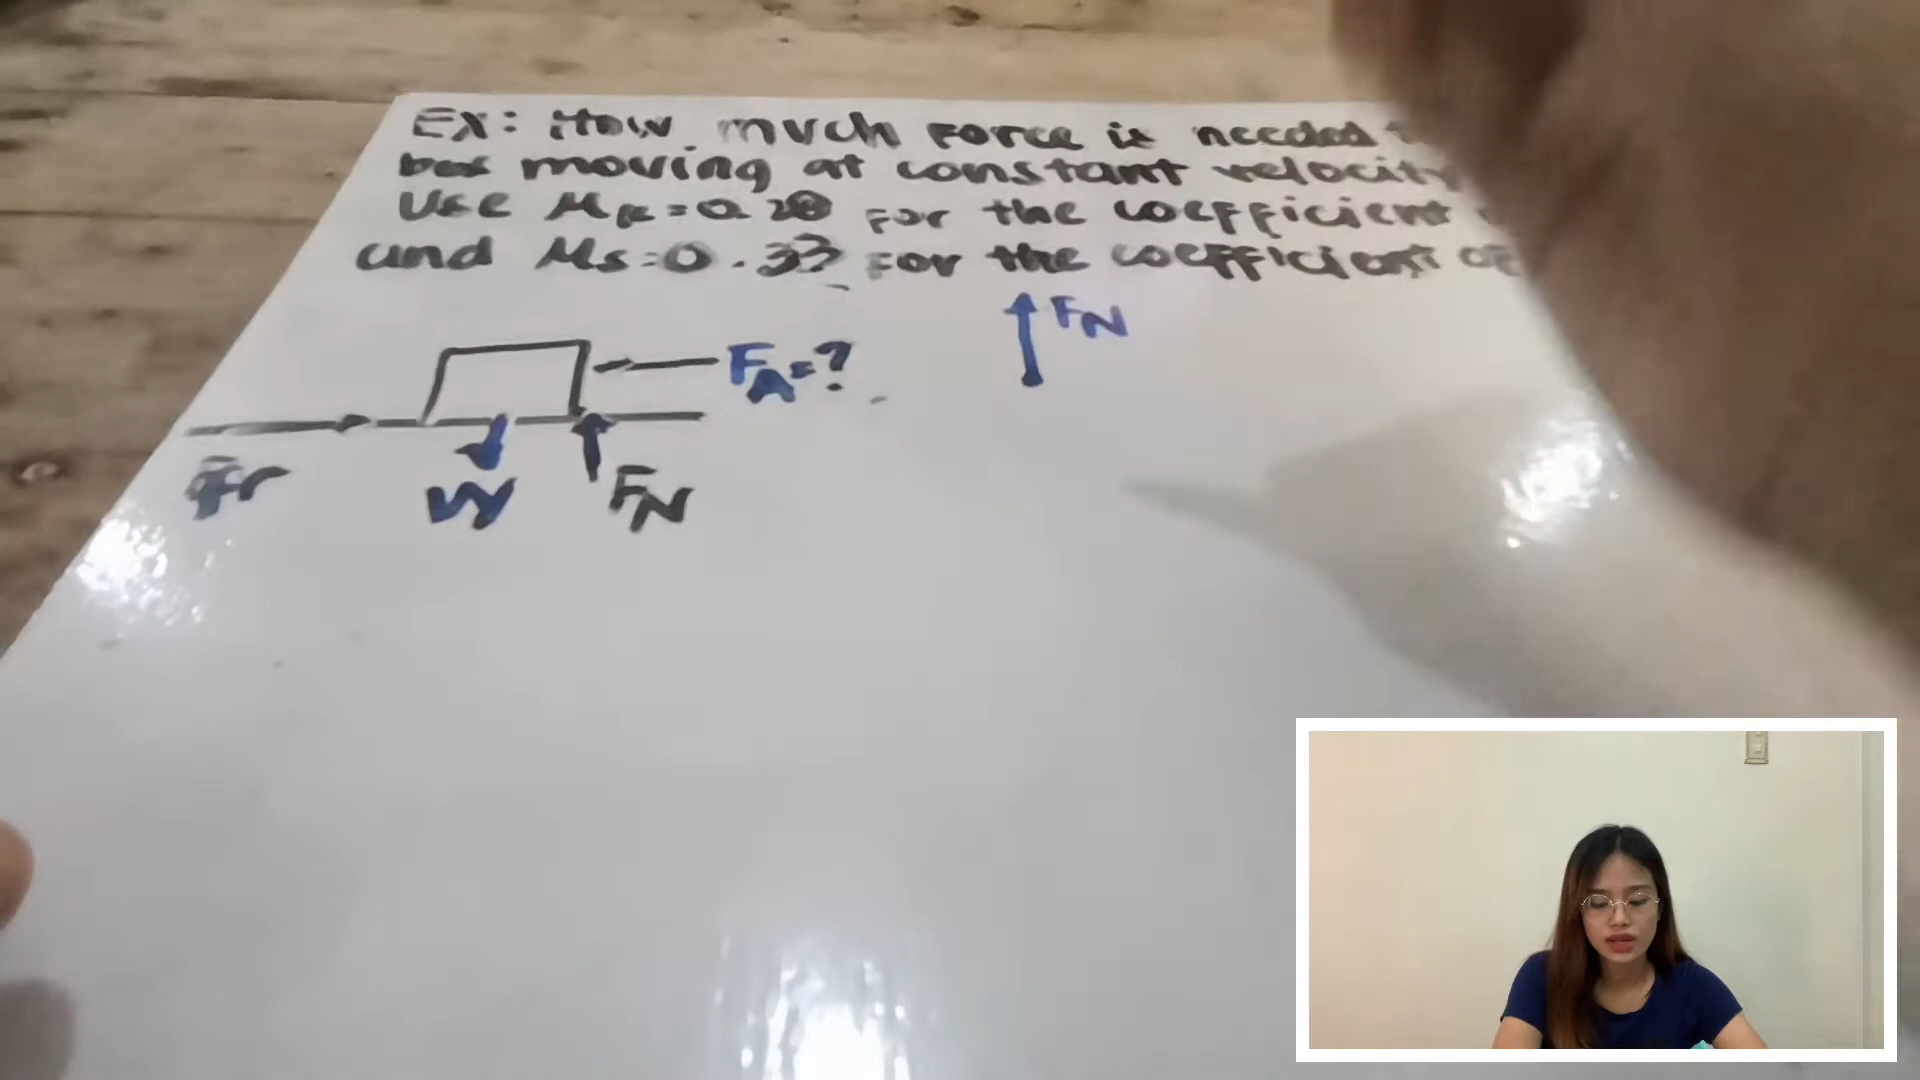 Ex: How much force is needed
box moving at constant velocity
Use μk=0.28 for the coefficient
and μs=0.33 for the coefficient of
FN
FA=?
Fr
W
FN